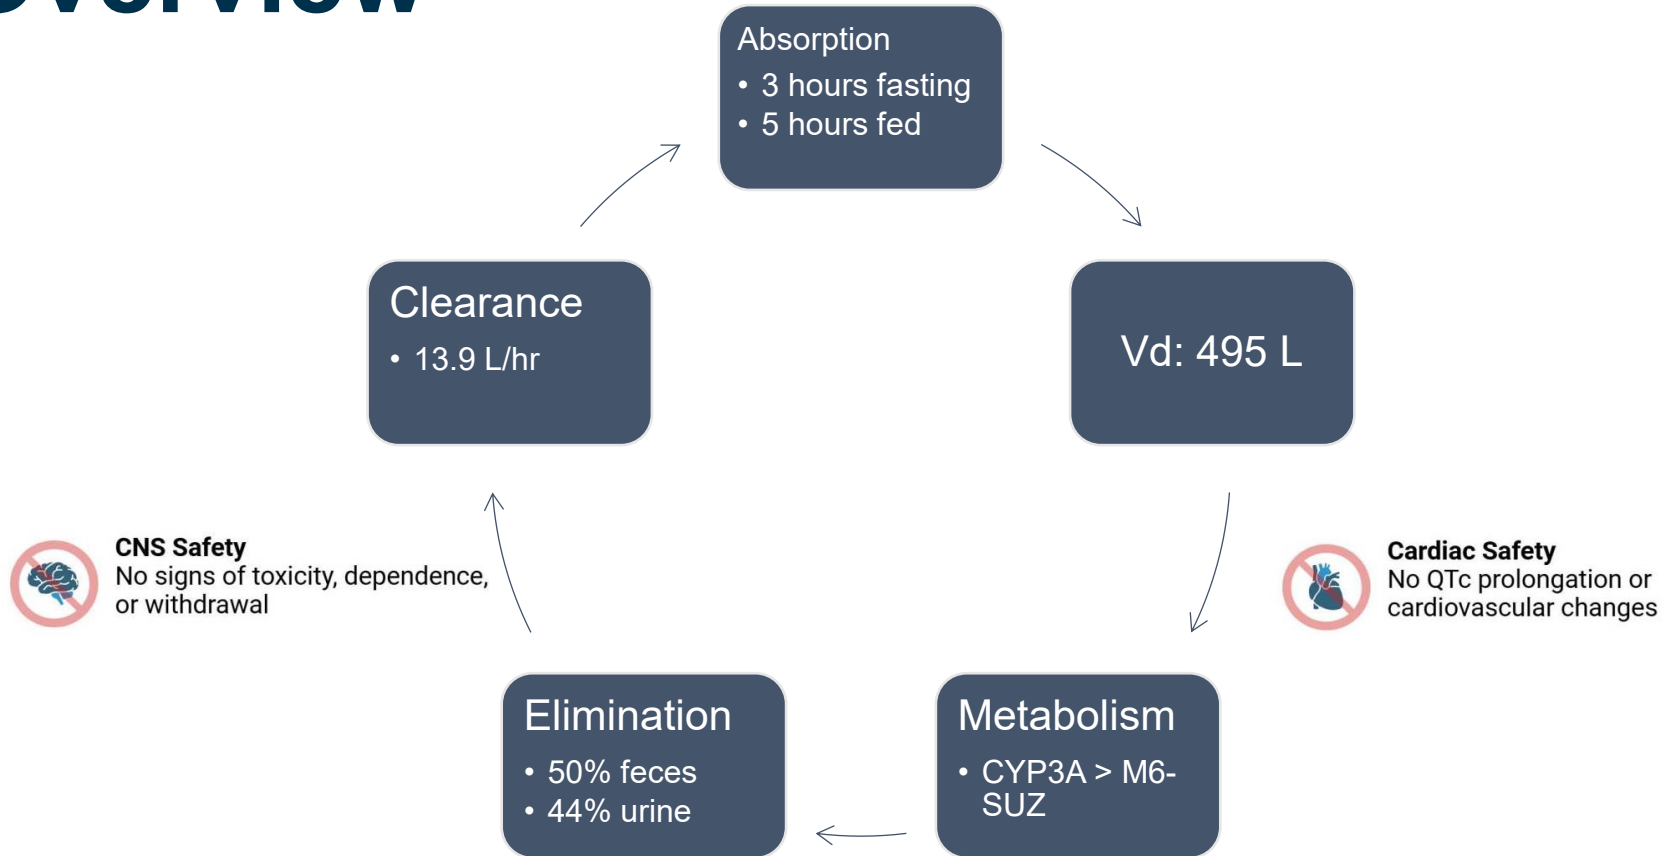 Overview
Absorption
• 3 hours fasting
• 5 hours fed
Vd: 495 L
Cardiac Safety
No QTc prolongation or
cardiovascular changes
Metabolism
• CYP3A > M6-
SUZ
Elimination
• 50% feces
• 44% urine
CNS Safety
No signs of toxicity, dependence,
or withdrawal
Clearance
• 13.9 L/hr